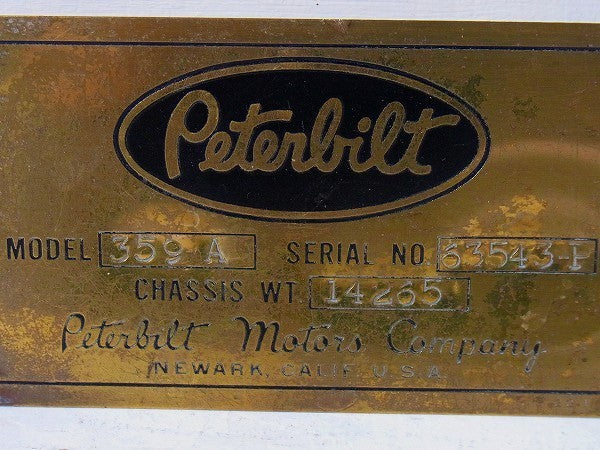 Peterbilt
MODEL 359 A SERIAL NO. 63543-P
CHASSIS WT 14265
Peterbilt Motors Company
NEWARK, CALIF. U.S.A.